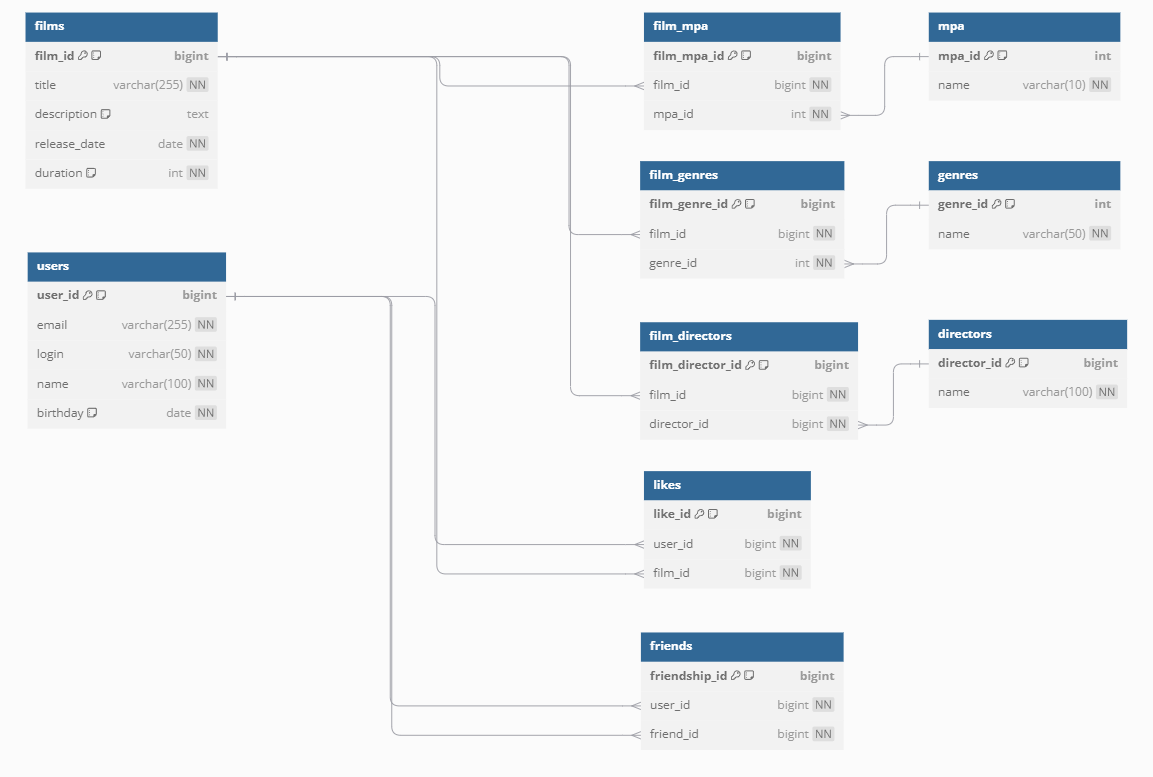 films
film_id bigint
title varchar(255) NN
description text
release_date date NN
duration int NN
users
user_id bigint
email varchar(255) NN
login varchar(50) NN
name varchar(100) NN
birthday date NN
film_mpa
film_mpa_id bigint
film_id bigint NN
mpa_id int NN
mpa
mpa_id int
name varchar(10) NN
film_genres
film_genre_id bigint
film_id bigint NN
genre_id int NN
genres
genre_id int
name varchar(50) NN
film_directors
film_director_id bigint
film_id bigint NN
director_id bigint NN
directors
director_id bigint
name varchar(100) NN
likes
like_id bigint
user_id bigint NN
film_id bigint NN
friends
friendship_id bigint
user_id bigint NN
friend_id bigint NN